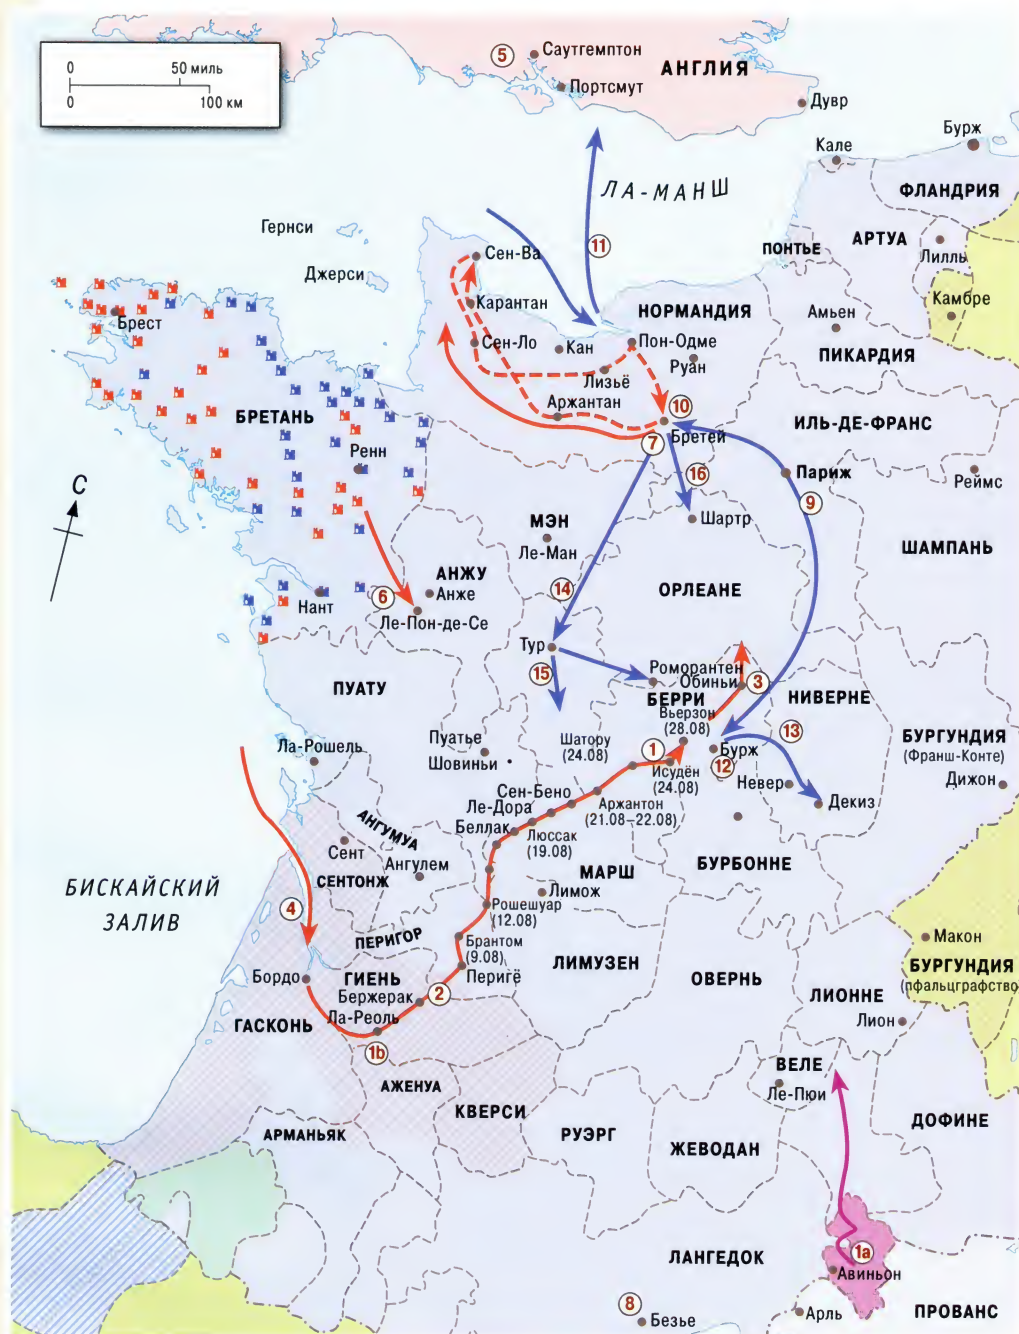 0 50 миль
0 100 км
5
Саутгемптон
АНГЛИЯ
Портсмут
Дувр
Кале
Бурж
ЛА-МАНШ
ФЛАНДРИЯ
Гернси
11
Сен-Ва
ПОНТЬЕ
АРТУА
Лилль
Джерси
Карантан
НОРМАНДИЯ
Камбре
Амьен
Брест
Сен-Ло
Кан
Пон-Одме
Руан
ПИКАРДИЯ
Лизьё
БРЕТАНЬ
Аржантан
10
ИЛЬ-ДЕ-ФРАНС
7
Бретей
Ренн
16
Париж
Реймс
С
9
МЭН
Шартр
Ле-Ман
ШАМПАНЬ
АНЖУ
Анже
14
ОРЛЕАНЕ
Нант
6
Ле-Пон-де-Се
Тур
15
Роморантен
Обиньи
3
ПУАТУ
БЕРРИ
НИВЕРНЕ
Вьерзон
(28.08)
13
БУРГУНДИЯ
(Франш-Конте)
Ла-Рошель
Пуатье
Шовиньи
Шатору
(24.08)
1
Бурж
12
Исудён
(24.08)
Невер
Дижон
Декиз
Сен-Бено
Ле-Дора
Аржантон
(21.08–22.08)
АНГУМУА
Беллак
Люссак
(19.08)
Сент
Ангулем
МАРШ
БУРБОННЕ
СЕНТОНЖ
БИСКАЙСКИЙ
ЗАЛИВ
Лимож
4
Рошешуар
(12.08)
ПЕРИГОР
Брантом
(9.08)
Макон
ЛИМУЗЕН
БУРГУНДИЯ
(пфальцграфство
Бордо
ГИЕНЬ
Перигё
ОВЕРНЬ
Бержерак
2
ЛИОННЕ
ГАСКОНЬ
Ла-Реоль
Лион
1b
ВЕЛЕ
Ле-Пюи
АЖЕНУА
КВЕРСИ
АРМАНЬЯК
РУЭРГ
ЖЕВОДАН
ДОФИНЕ
ЛАНГЕДОК
1a
Авиньон
8
Безье
Арль
ПРОВАНС